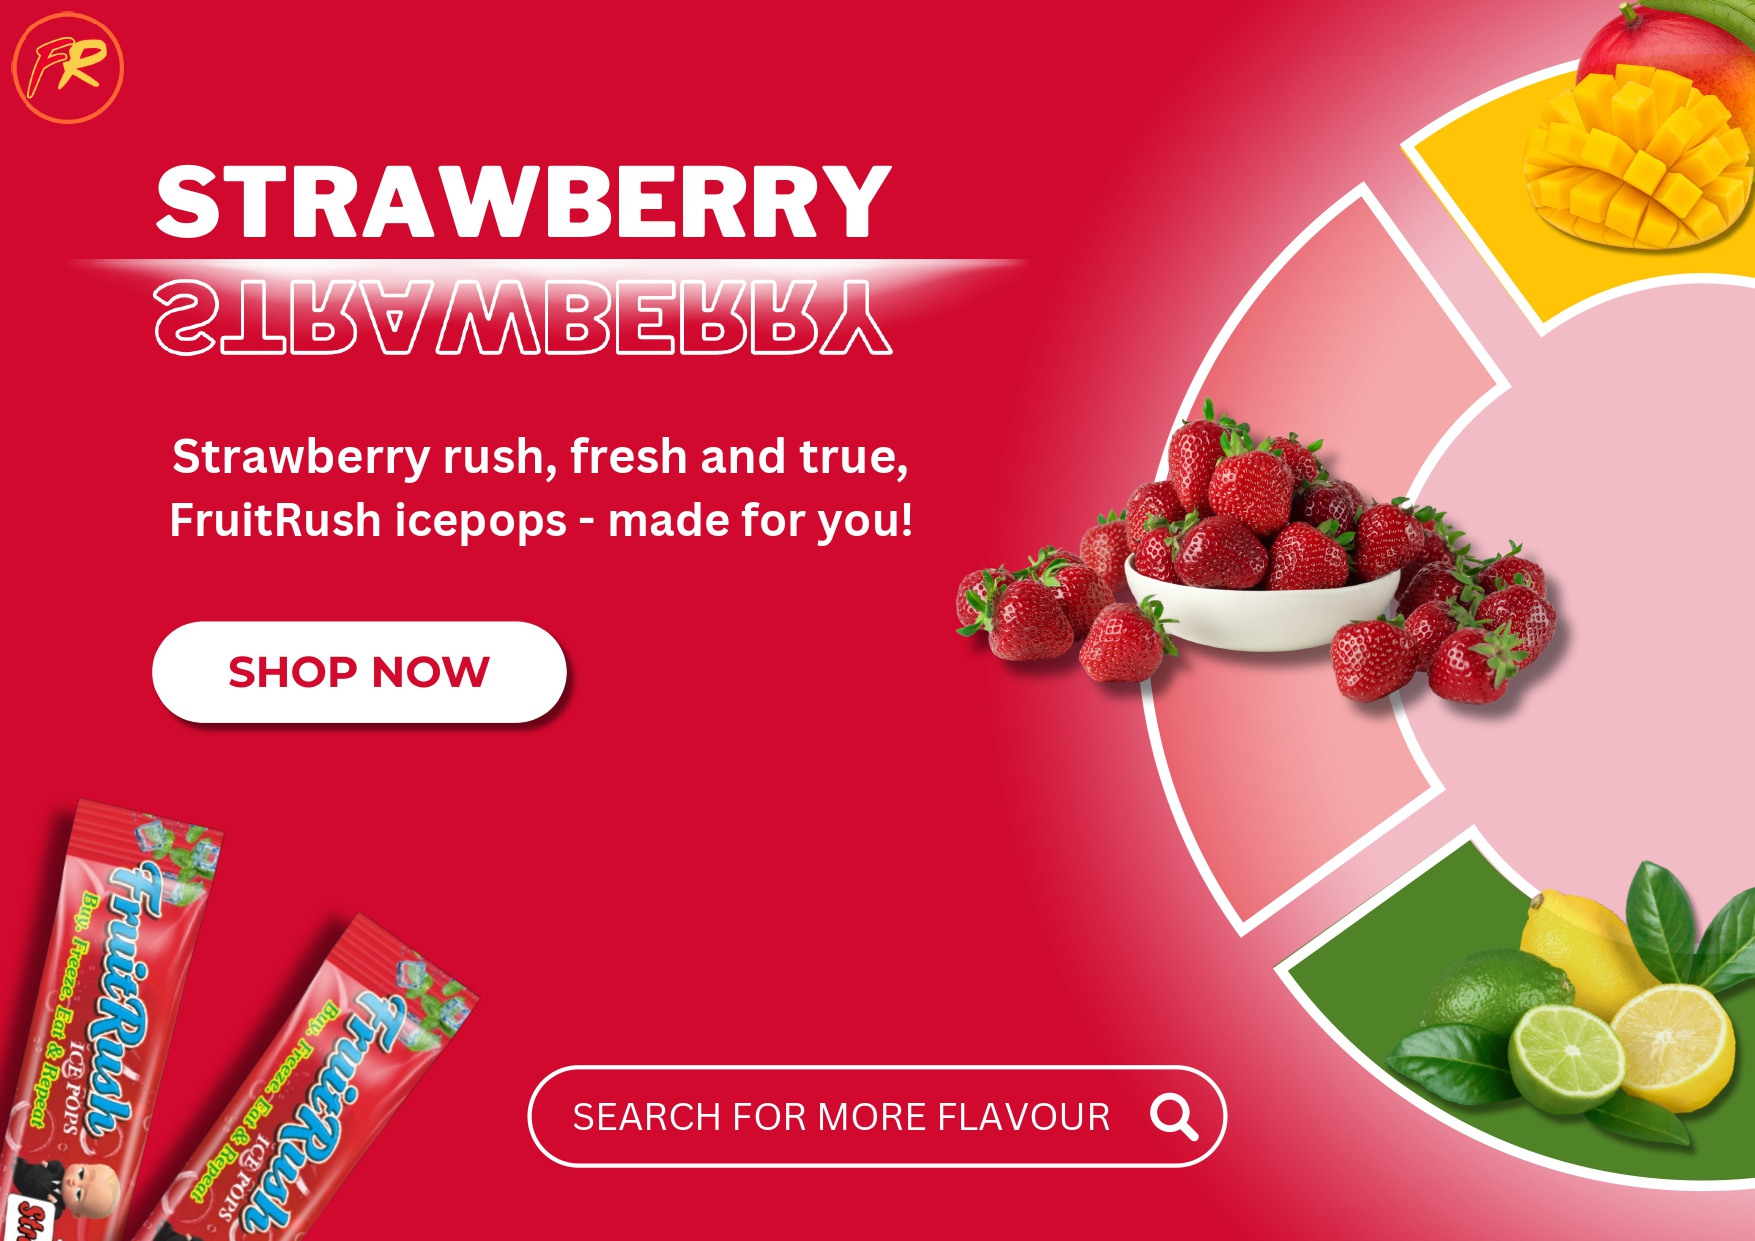 FR
STRAWBERRY
STRAWBERRY
Strawberry rush, fresh and true,
FruitRush icepops - made for you!
SHOP NOW
FruitRush
ICE POPS
Buy, Freeze, Eat & Repeat
FruitRush
ICE POPS
Buy, Freeze, Eat & Repeat
SEARCH FOR MORE FLAVOUR